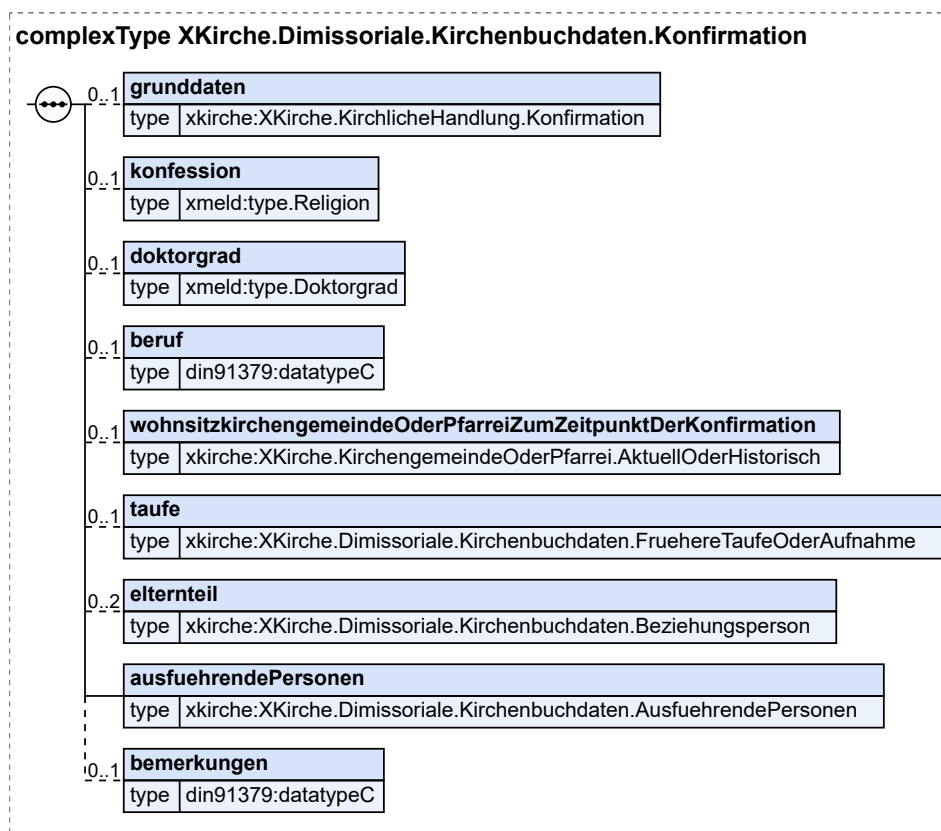 complexType XKirche.Dimissoriale.Kirchenbuchdaten.Konfirmation
0..1 grunddaten
type xkirche:XKirche.KirchlicheHandlung.Konfirmation
0..1 konfession
type xmeld:type.Religion
0..1 doktorgrad
type xmeld:type.Doktorgrad
0..1 beruf
type din91379:datatypeC
0..1 wohnsitzkirchengemeindeOderPfarreiZumZeitpunktDerKonfirmation
type xkirche:XKirche.KirchengemeindeOderPfarrei.AktuellOderHistorisch
0..1 taufe
type xkirche:XKirche.Dimissoriale.Kirchenbuchdaten.FruehereTaufeOderAufnahme
0..2 elternteil
type xkirche:XKirche.Dimissoriale.Kirchenbuchdaten.Beziehungsperson
ausfuehrendePersonen
type xkirche:XKirche.Dimissoriale.Kirchenbuchdaten.AusfuehrendePersonen
0..1 bemerkungen
type din91379:datatypeC